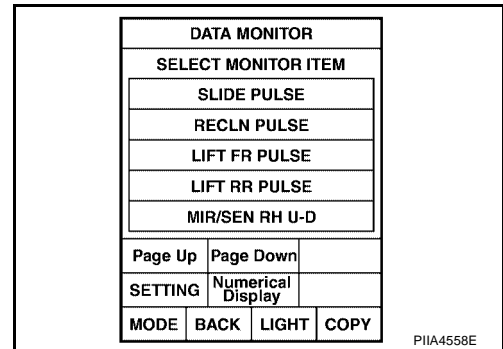 DATA MONITOR
SELECT MONITOR ITEM
SLIDE PULSE
RECLN PULSE
LIFT FR PULSE
LIFT RR PULSE
MIR/SEN RH U-D
Page Up Page Down
SETTING Numerical Display
MODE BACK LIGHT COPY
PIIA4558E